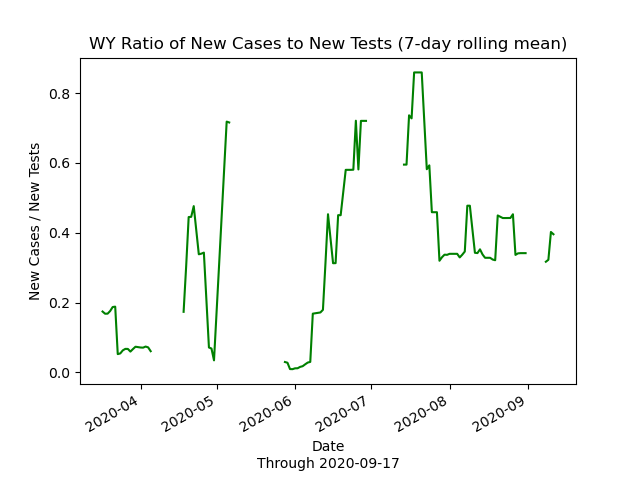 WY Ratio of New Cases to New Tests (7-day rolling mean)
New Cases / New Tests
0.8
0.6
0.4
0.2
0.0
2020-04
2020-05
2020-06
2020-07
2020-08
2020-09
Date
Through 2020-09-17